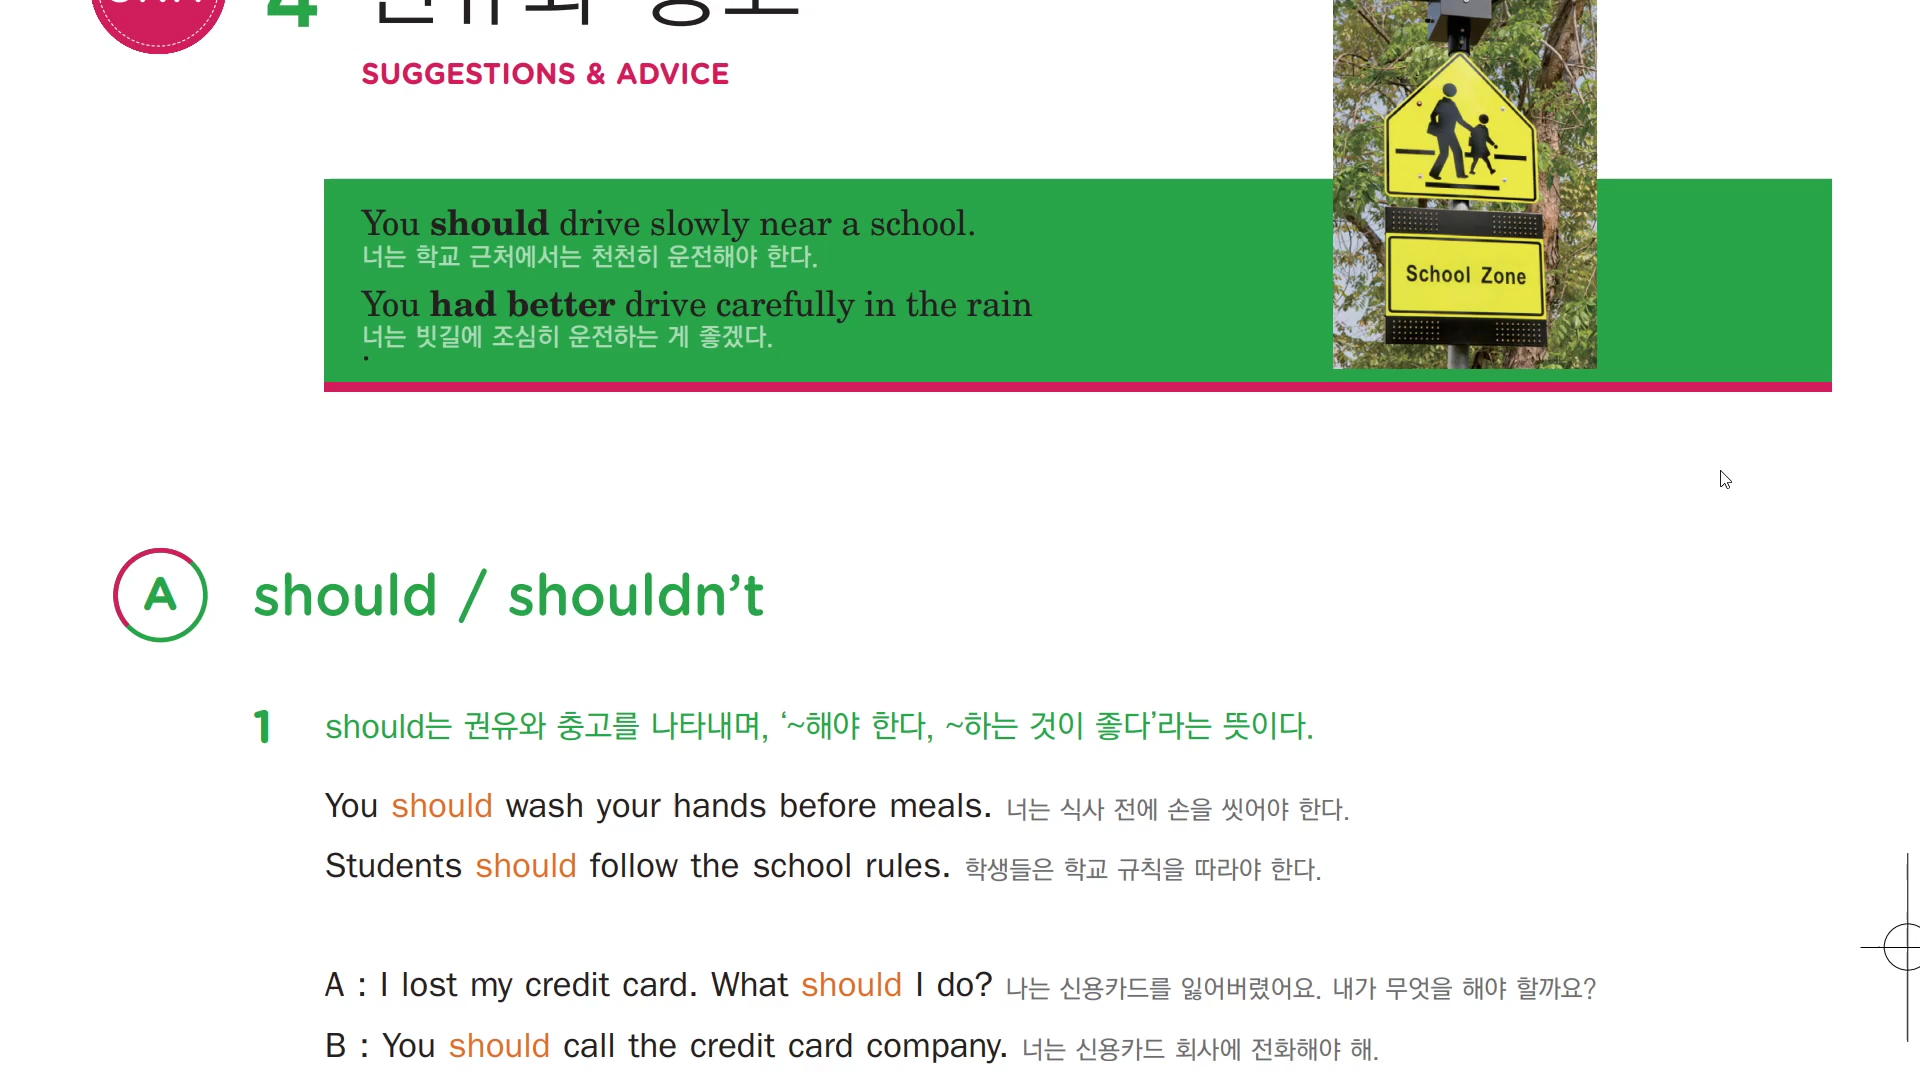 4 권유와 충고
SUGGESTIONS & ADVICE
School Zone
You should drive slowly near a school.
너는 학교 근처에서는 천천히 운전해야 한다.
You had better drive carefully in the rain
너는 빗길에 조심히 운전하는 게 좋겠다.
.
A should / shouldn’t
1 should는 권유와 충고를 나타내며, ‘~해야 한다, ~하는 것이 좋다’라는 뜻이다.
You should wash your hands before meals. 너는 식사 전에 손을 씻어야 한다.
Students should follow the school rules. 학생들은 학교 규칙을 따라야 한다.
A : I lost my credit card. What should I do? 나는 신용카드를 잃어버렸어요. 내가 무엇을 해야 할까요?
B : You should call the credit card company. 너는 신용카드 회사에 전화해야 해.